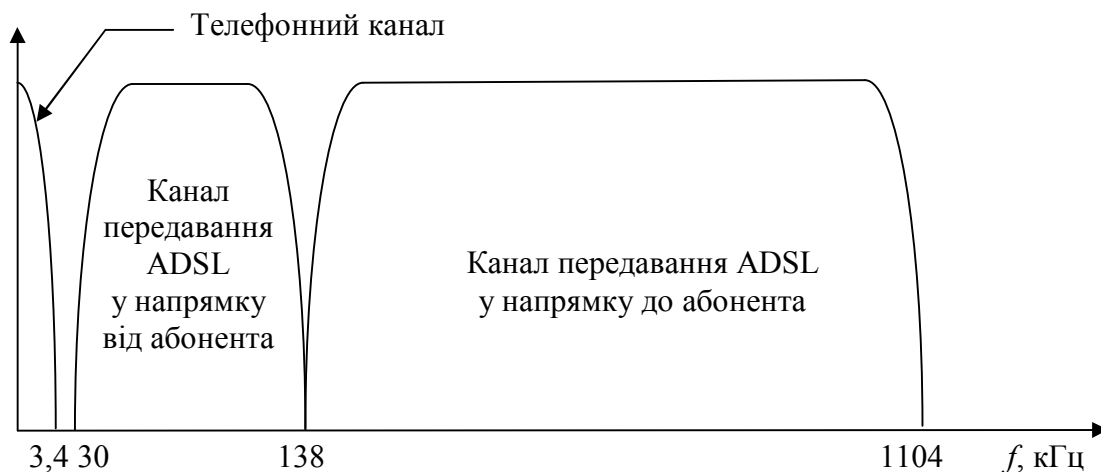 Телефонний канал
Канал
передавання
ADSL
у напрямку
від абонента
Канал передавання ADSL
у напрямку до абонента
3,4 30 138 1104 f, кГц